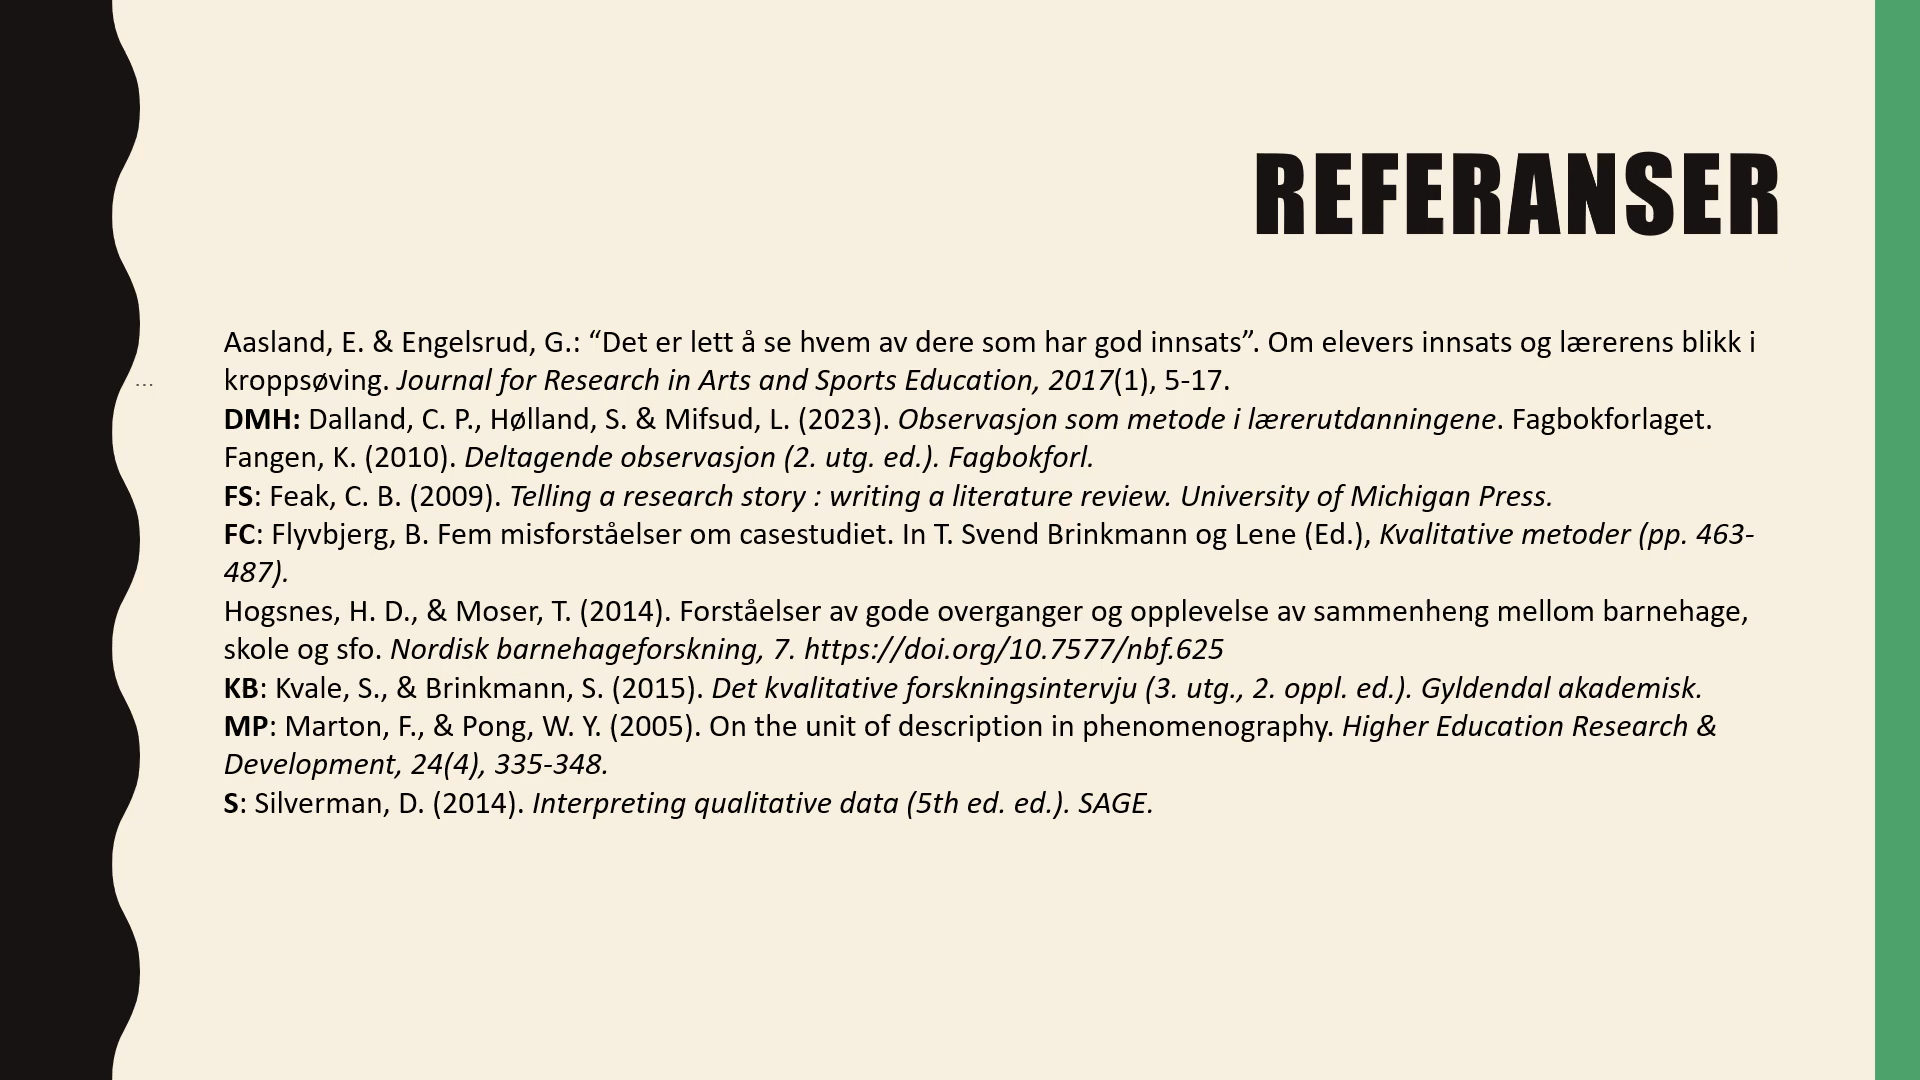 REFERANSER
Aasland, E. & Engelsrud, G.: “Det er lett å se hvem av dere som har god innsats”. Om elevers innsats og lærerens blikk i
kroppsøving. Journal for Research in Arts and Sports Education, 2017(1), 5-17.
...
DMH: Dalland, C. P., Hølland, S. & Mifsud, L. (2023). Observasjon som metode i lærerutdanningene. Fagbokforlaget.
Fangen, K. (2010). Deltagende observasjon (2. utg. ed.). Fagbokforl.
FS: Feak, C. B. (2009). Telling a research story : writing a literature review. University of Michigan Press.
FC: Flyvbjerg, B. Fem misforståelser om casestudiet. In T. Svend Brinkmann og Lene (Ed.), Kvalitative metoder (pp. 463-
487).
Hogsnes, H. D., & Moser, T. (2014). Forståelser av gode overganger og opplevelse av sammenheng mellom barnehage,
skole og sfo. Nordisk barnehageforskning, 7. https://doi.org/10.7577/nbf.625
KB: Kvale, S., & Brinkmann, S. (2015). Det kvalitative forskningsintervju (3. utg., 2. oppl. ed.). Gyldendal akademisk.
MP: Marton, F., & Pong, W. Y. (2005). On the unit of description in phenomenography. Higher Education Research &
Development, 24(4), 335-348.
S: Silverman, D. (2014). Interpreting qualitative data (5th ed. ed.). SAGE.